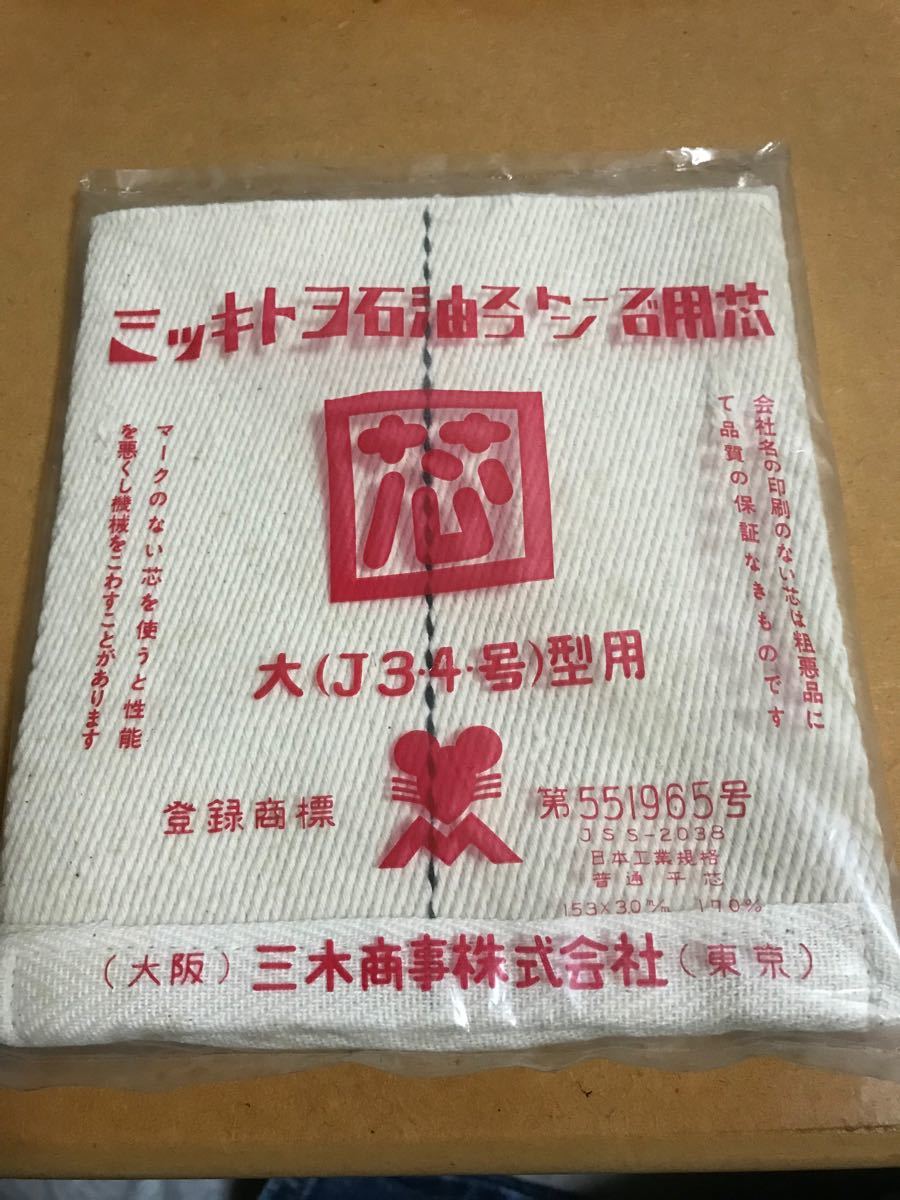 ミッキトヲ石油ストーブコンロ用芯
会社名の印刷のない芯は粗悪品に
て品質の保証なきものです
芯
マークのない芯を使うと性能
を悪くし機械をこわすことがあります
大(J3・4・号)型用
登録商標
第551965号
JSS-2038
日本工業規格
普通平芯
153×3.0m/m 170%
(大阪)三木商事株式会社(東京)